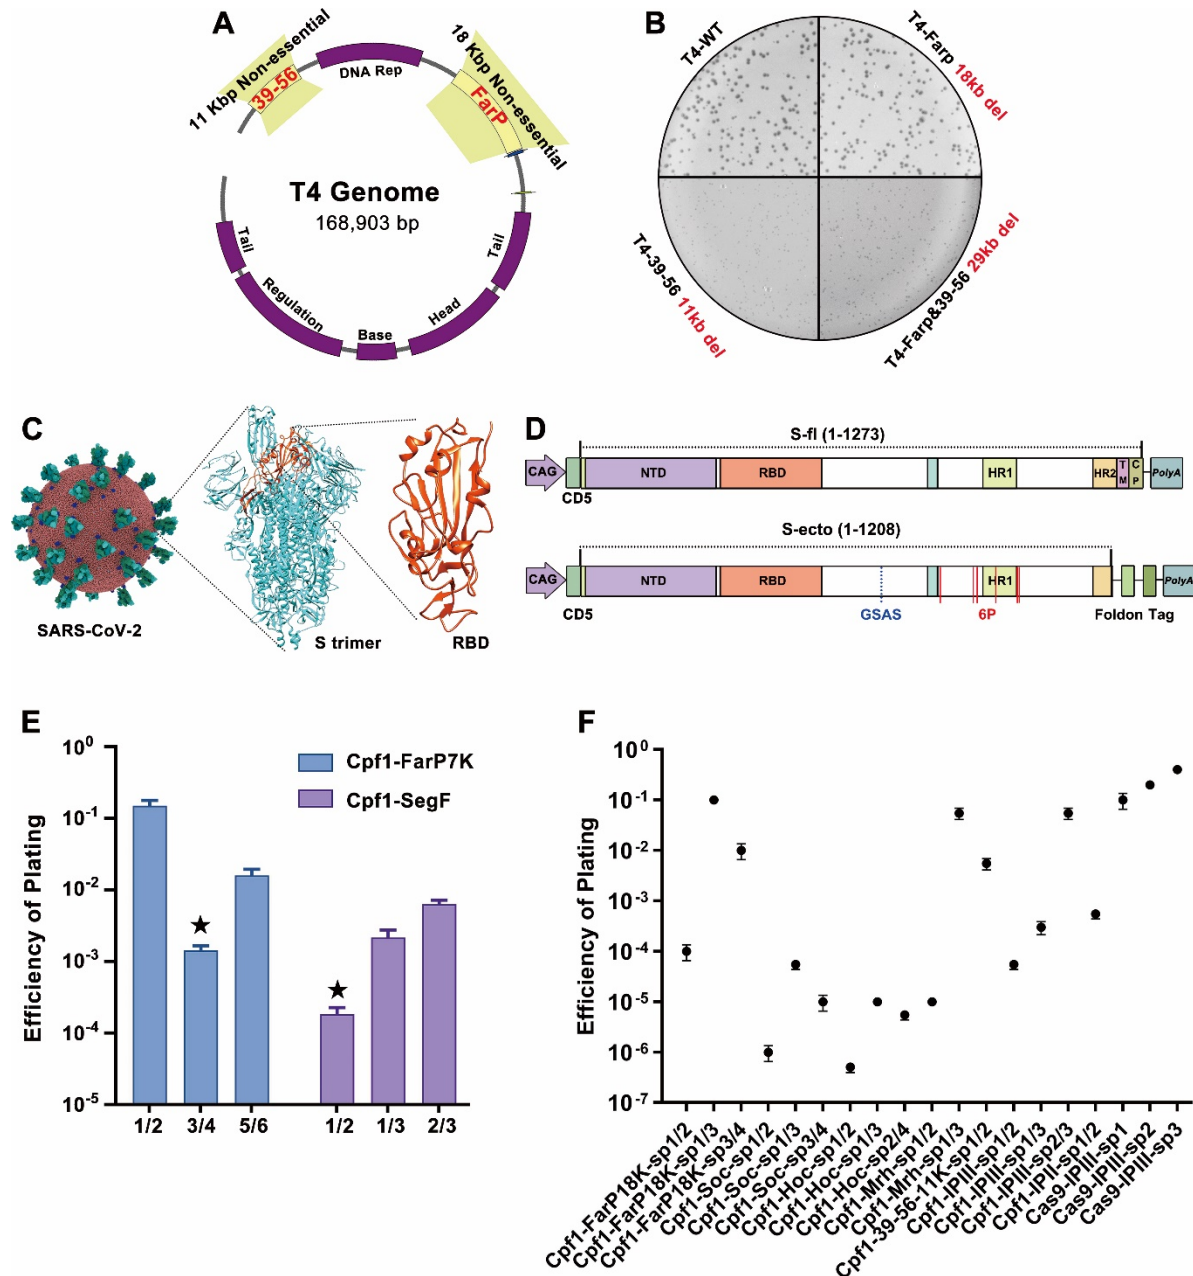 A
11 Kbp Non-essential
39-56
DNA Rep
18 Kbp Non-essential
FarP
T4 Genome
168,903 bp
Tail
Tail
Regulation
Base
Head
B
T4-WT
T4-Farp 18kb del
T4-39-56 11kb del
T4-Farp&39-56 29kb del
C
SARS-CoV-2
S trimer
RBD
D
S-fl (1-1273)
CAG
NTD
RBD
HR1
HR2
TM
CP
PolyA
CD5
S-ecto (1-1208)
CAG
NTD
RBD
HR1
PolyA
CD5
GSAS
6P
Foldon Tag
E
Efficiency of Plating
10^0
10^-1
10^-2
10^-3
10^-4
10^-5
Cpf1-FarP7K
Cpf1-SegF
★
★
1/2 3/4 5/6 1/2 1/3 2/3
F
Efficiency of Plating
10^0
10^-1
10^-2
10^-3
10^-4
10^-5
10^-6
10^-7
Cpf1-FarP18K-sp1/2
Cpf1-FarP18K-sp1/3
Cpf1-FarP18K-sp3/4
Cpf1-Soc-sp1/2
Cpf1-Soc-sp1/3
Cpf1-Soc-sp3/4
Cpf1-Hoc-sp1/2
Cpf1-Hoc-sp1/3
Cpf1-Hoc-sp2/4
Cpf1-Mrh-sp1/2
Cpf1-Mrh-sp1/3
Cpf1-39-56-11K-sp1/2
Cpf1-IPIII-sp1/2
Cpf1-IPIII-sp1/3
Cpf1-IPIII-sp2/3
Cpf1-IPII-sp1/2
Cas9-IPIII-sp1
Cas9-IPIII-sp2
Cas9-IPIII-sp3